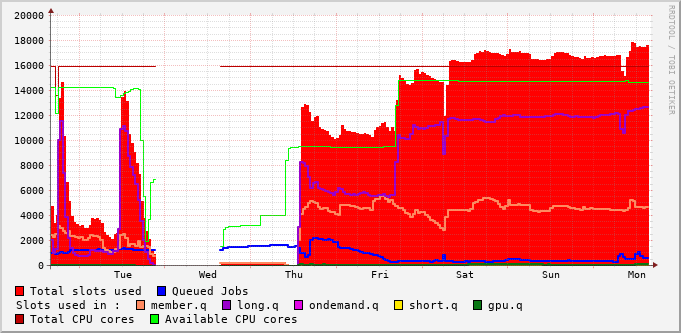 20000
18000
16000
14000
12000
10000
8000
6000
4000
2000
0
Tue Wed Thu Fri Sat Sun Mon
RRDTOOL / TOBI OETIKER
Total slots used Queued Jobs
Slots used in : member.q long.q ondemand.q short.q gpu.q
Total CPU cores Available CPU cores